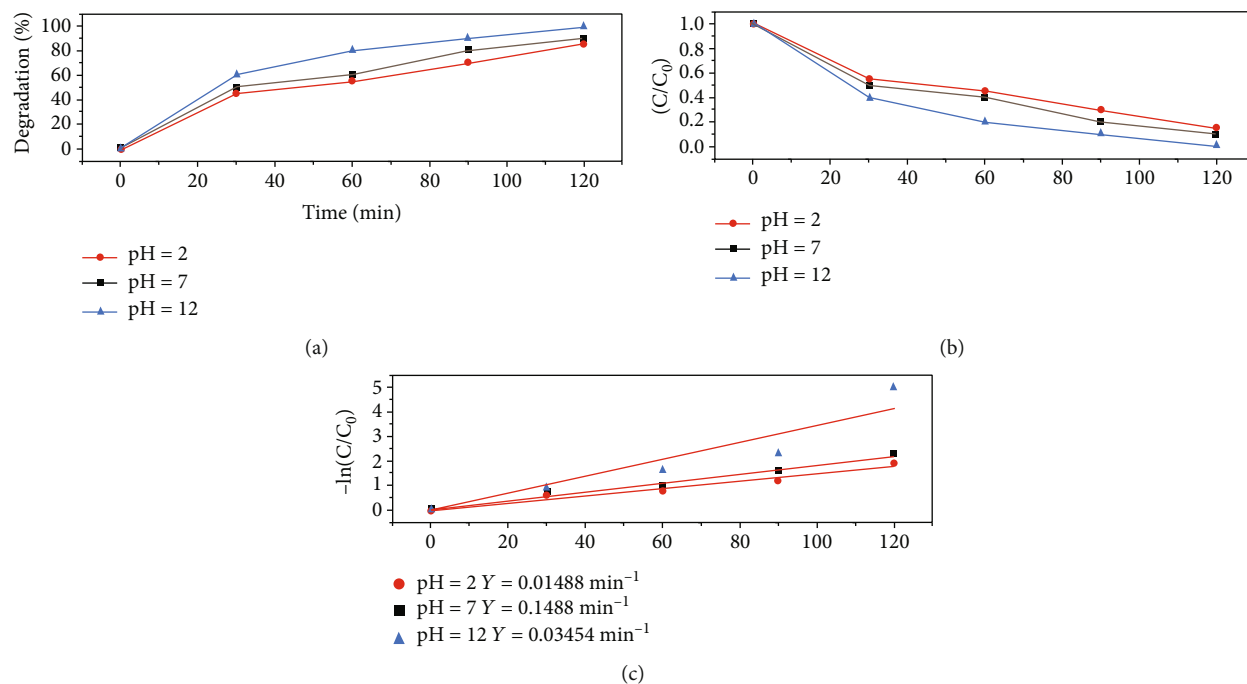 Degradation (%)
100
80
60
40
20
0
0 20 40 60 80 100 120
Time (min)
pH = 2
pH = 7
pH = 12
(a)
(C/C₀)
1.0
0.8
0.6
0.4
0.2
0.0
0 20 40 60 80 100 120
pH = 2
pH = 7
pH = 12
(b)
–ln(C/C₀)
5
4
3
2
1
0
0 20 40 60 80 100 120
pH = 2 Y = 0.01488 min⁻¹
pH = 7 Y = 0.1488 min⁻¹
pH = 12 Y = 0.03454 min⁻¹
(c)